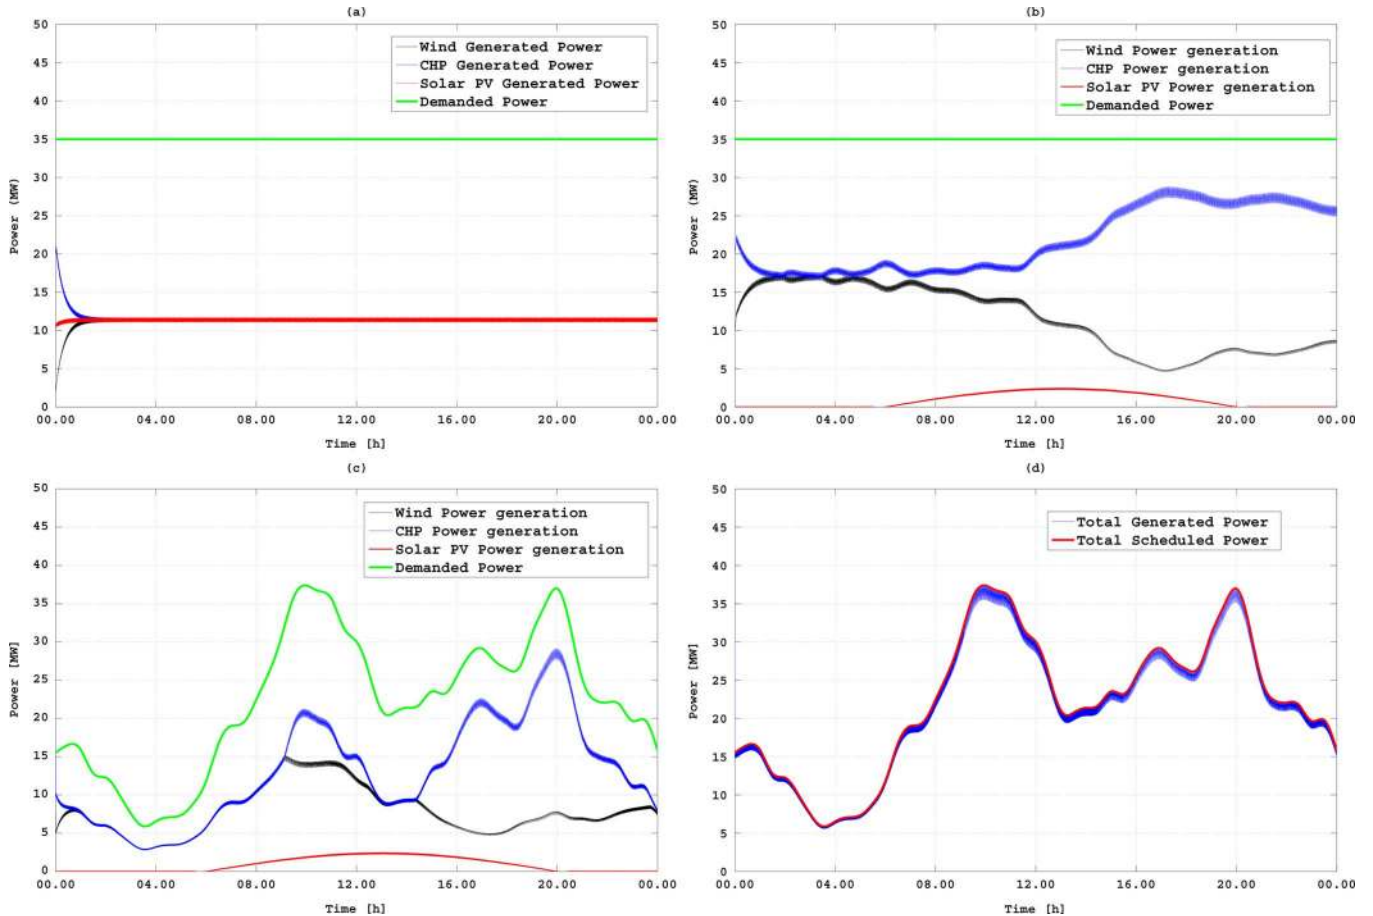 (a)
50
45
40
35
30
25
20
15
10
5
0
Power (MW)
Wind Generated Power
CHP Generated Power
Solar PV Generated Power
Demanded Power
00.00 04.00 08.00 12.00 16.00 20.00 00.00
Time [h]
(b)
50
45
40
35
30
25
20
15
10
5
0
Power (MW)
Wind Power generation
CHP Power generation
Solar PV Power generation
Demanded Power
00.00 04.00 08.00 12.00 16.00 20.00 00.00
Time [h]
(c)
50
45
40
35
30
25
20
15
10
5
0
Power [MW]
Wind Power generation
CHP Power generation
Solar PV Power generation
Demanded Power
00.00 04.00 08.00 12.00 16.00 20.00 00.00
Time [h]
(d)
50
45
40
35
30
25
20
15
10
5
0
Power [MW]
Total Generated Power
Total Scheduled Power
00.00 04.00 08.00 12.00 16.00 20.00 00.00
Time [h]